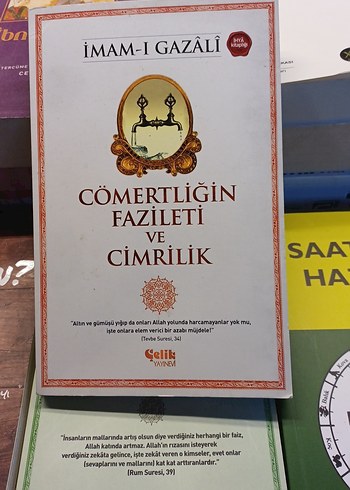 İMAM-I GAZÂLÎ
CÖMERTLİĞİN
FAZİLETİ
VE
CİMRİLİK
"Altın ve gümüşü yığıp da onları Allah yolunda harcamayanlar yok mu,
işte onlara elem verici bir azabı müjdele!"
(Tevbe Suresi, 34)
Çelik
YAYINEVİ
"İnsanların mallarında artış olsun diye verdiğiniz herhangi bir faiz,
Allah katında artmaz. Allah'ın rızasını isteyerek
verdiğiniz zekâta gelince, işte zekât veren o kimseler, evet onlar
(sevaplarını ve mallarını) kat kat arttıranlardır."
(Rum Suresi, 39)
SAAT
HA